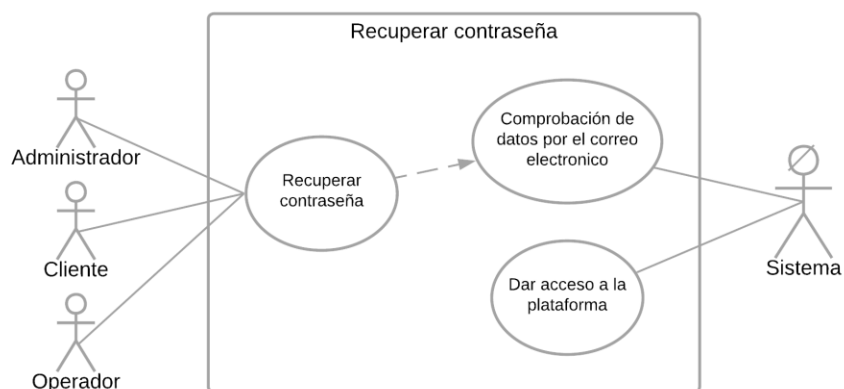 Recuperar contraseña
Administrador
Cliente
Operador
Recuperar
contraseña
Comprobación de
datos por el correo
electronico
Dar acceso a la
plataforma
Sistema